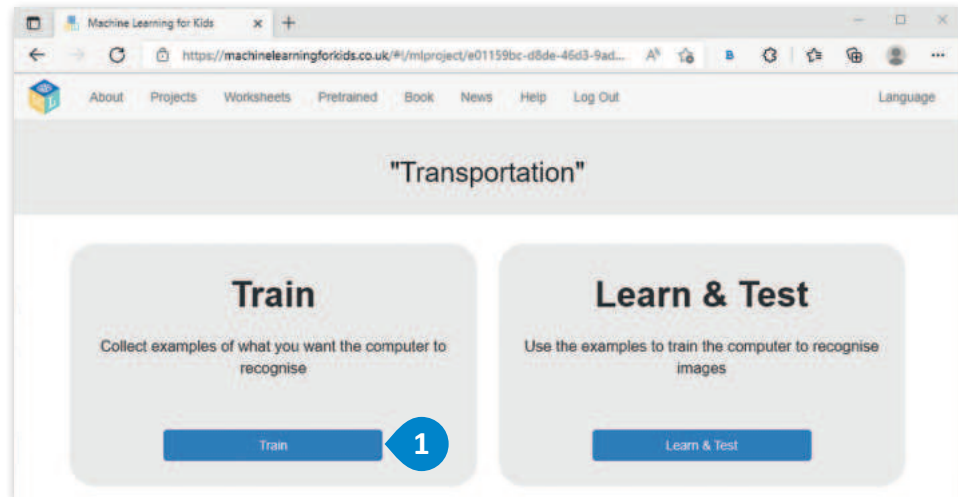 Machine Learning for Kids
https://machinelearningforkids.co.uk/#!/mlproject/e01159bc-d8de-46d3-9ad...
About Projects Worksheets Pretrained Book News Help Log Out Language
"Transportation"
Train
Collect examples of what you want the computer to
recognise
Train
1
Learn & Test
Use the examples to train the computer to recognise
images
Learn & Test